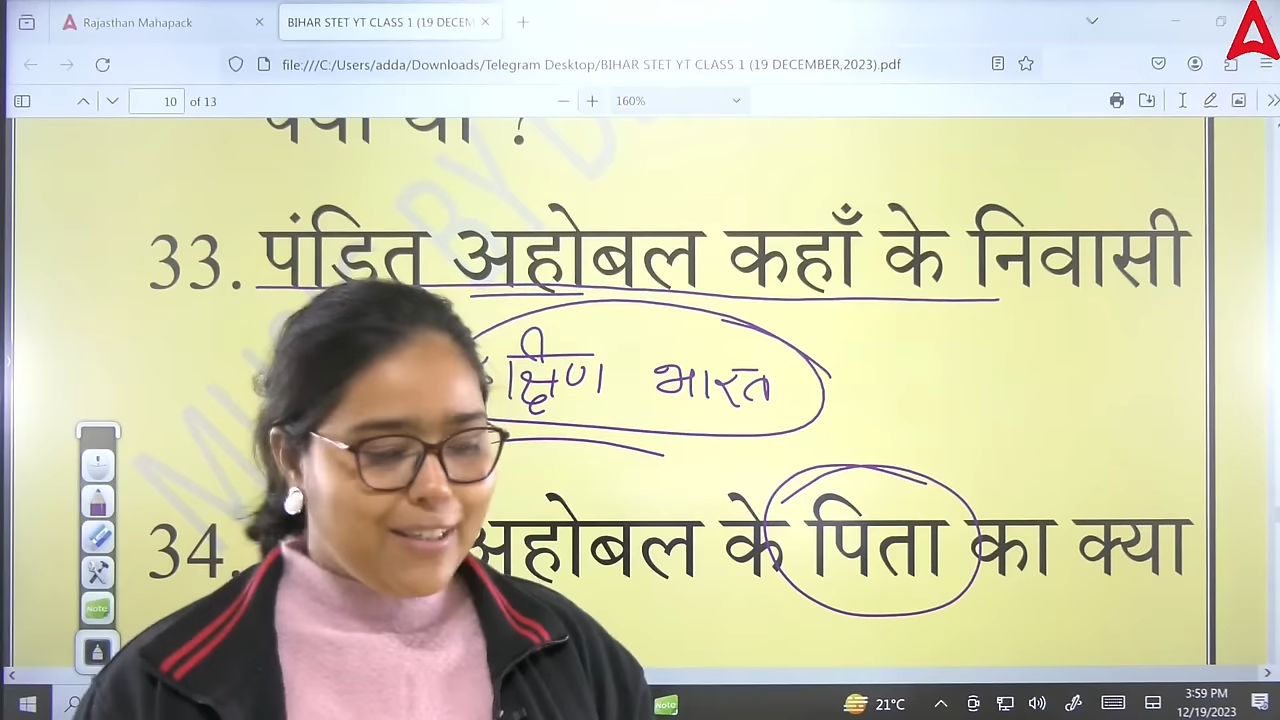 Rajasthan Mahapack
BIHAR STET YT CLASS 1 (19 DECEM
file:///C:/Users/adda/Downloads/Telegram Desktop/BIHAR STET YT CLASS 1 (19 DECEMBER,2023).pdf
10 of 13
160%
33. पंडित अहोबल कहाँ के निवासी
क्षिण भारत
34. अहोबल के पिता का क्या
Note
Note
21°C
3:59 PM
12/19/2023